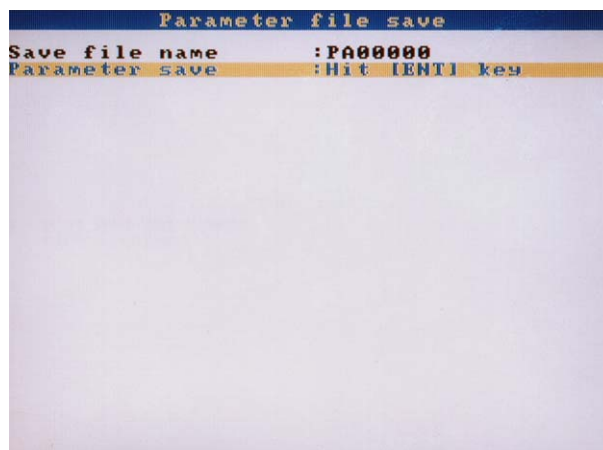 Parameter file save
Save file name :PA00000
Parameter save :Hit [ENT] key